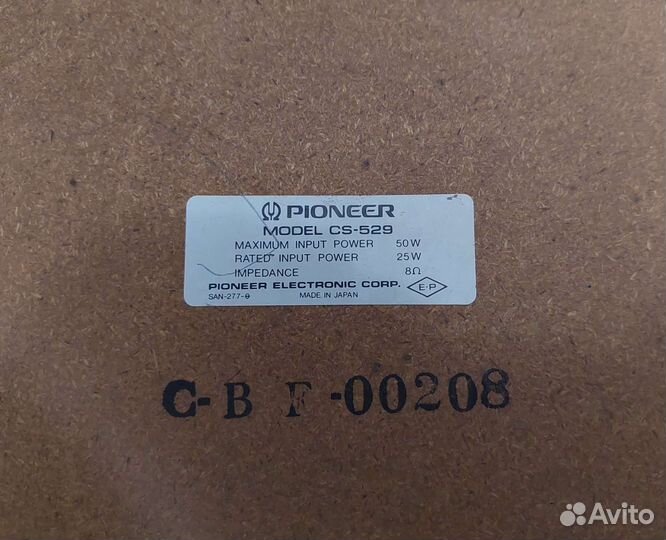 PIONEER
MODEL CS-529
MAXIMUM INPUT POWER 50W
RATED INPUT POWER 25W
IMPEDANCE 8Ω
PIONEER ELECTRONIC CORP. E·P
SAN-277-0 MADE IN JAPAN
C-B F-00208
Avito